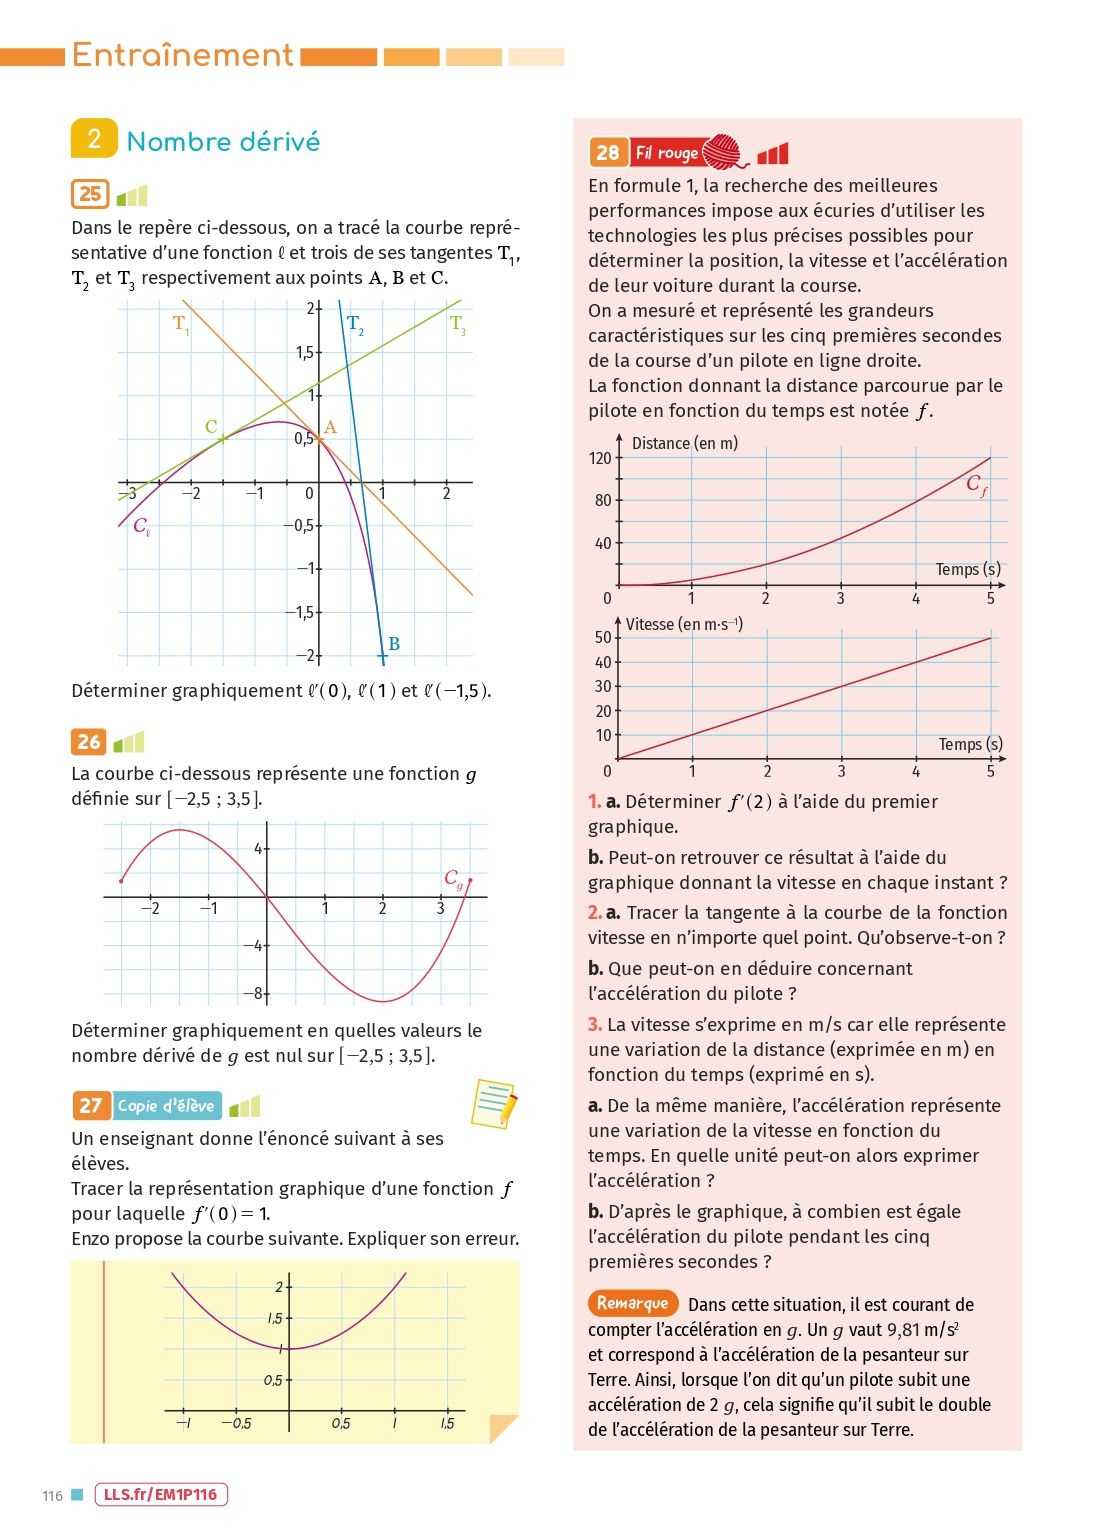 Entraînement
2 Nombre dérivé
25
Dans le repère ci-dessous, on a tracé la courbe repré-
sentative d’une fonction ℓ et trois de ses tangentes T₁,
T₂ et T₃ respectivement aux points A, B et C.
T₁
T₂
T₃
C
A
B
C_ℓ
2
1,5
1
0,5
0
−0,5
−1
−1,5
−2
−3 −2 −1 1 2
Déterminer graphiquement ℓ′(0), ℓ′(1) et ℓ′(−1,5).
26
La courbe ci-dessous représente une fonction g
définie sur [−2,5 ; 3,5].
4
C_g
−2 −1 1 2 3
−4
−8
Déterminer graphiquement en quelles valeurs le
nombre dérivé de g est nul sur [−2,5 ; 3,5].
27 Copie d’élève
Un enseignant donne l’énoncé suivant à ses
élèves.
Tracer la représentation graphique d’une fonction f
pour laquelle f′(0) = 1.
Enzo propose la courbe suivante. Expliquer son erreur.
2
1,5
1
0,5
−1 −0,5 0,5 1 1,5
28 Fil rouge
En formule 1, la recherche des meilleures
performances impose aux écuries d’utiliser les
technologies les plus précises possibles pour
déterminer la position, la vitesse et l’accélération
de leur voiture durant la course.
On a mesuré et représenté les grandeurs
caractéristiques sur les cinq premières secondes
de la course d’un pilote en ligne droite.
La fonction donnant la distance parcourue par le
pilote en fonction du temps est notée f.
Distance (en m)
120
C_f
80
40
Temps (s)
0 1 2 3 4 5
Vitesse (en m·s⁻¹)
50
40
30
20
10
Temps (s)
0 1 2 3 4 5
1. a. Déterminer f′(2) à l’aide du premier
graphique.
b. Peut-on retrouver ce résultat à l’aide du
graphique donnant la vitesse en chaque instant ?
2. a. Tracer la tangente à la courbe de la fonction
vitesse en n’importe quel point. Qu’observe-t-on ?
b. Que peut-on en déduire concernant
l’accélération du pilote ?
3. La vitesse s’exprime en m/s car elle représente
une variation de la distance (exprimée en m) en
fonction du temps (exprimé en s).
a. De la même manière, l’accélération représente
une variation de la vitesse en fonction du
temps. En quelle unité peut-on alors exprimer
l’accélération ?
b. D’après le graphique, à combien est égale
l’accélération du pilote pendant les cinq
premières secondes ?
Remarque Dans cette situation, il est courant de
compter l’accélération en g. Un g vaut 9,81 m/s²
et correspond à l’accélération de la pesanteur sur
Terre. Ainsi, lorsque l’on dit qu’un pilote subit une
accélération de 2 g, cela signifie qu’il subit le double
de l’accélération de la pesanteur sur Terre.
116 LLS.fr/EM1P116